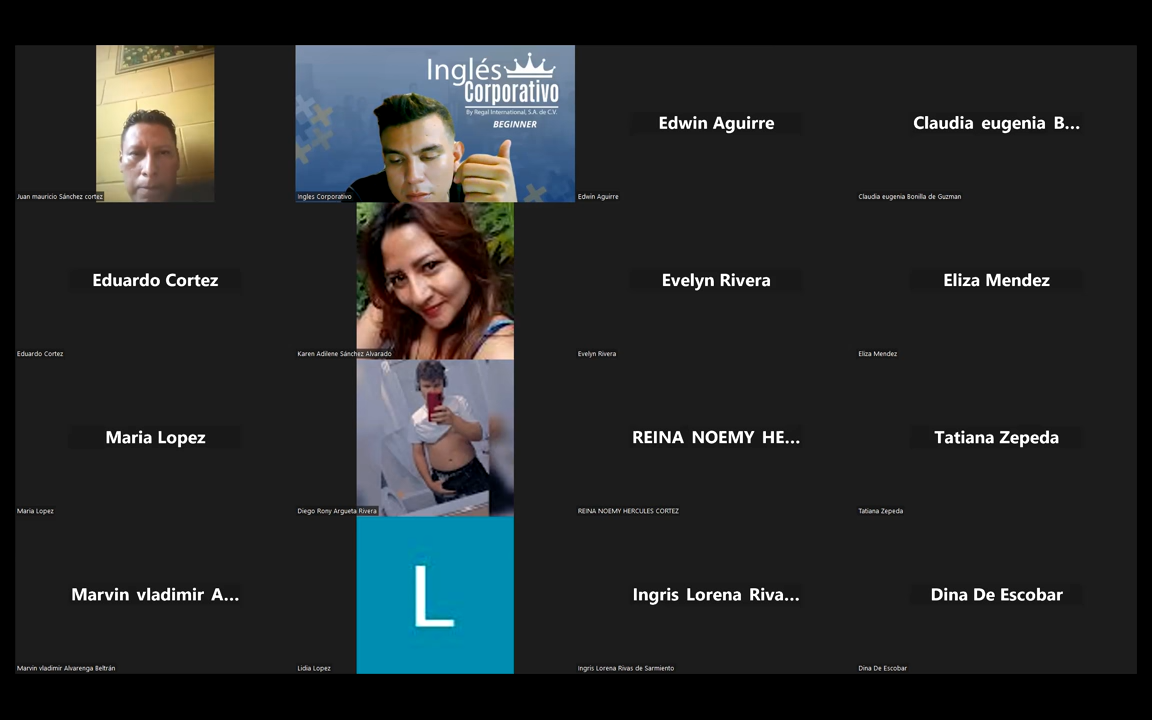 Inglés
Corporativo
By Regal International, S.A. de C.V.
BEGINNER
Edwin Aguirre
Claudia eugenia B...
Juan mauricio Sánchez cortez
Ingles Corporativo
Edwin Aguirre
Claudia eugenia Bonilla de Guzman
Eduardo Cortez
Evelyn Rivera
Eliza Mendez
Eduardo Cortez
Karen Adilene Sánchez Alvarado
Evelyn Rivera
Eliza Mendez
Maria Lopez
REINA NOEMY HE...
Tatiana Zepeda
Maria Lopez
Diego Rony Argueta Rivera
REINA NOEMY HERCULES CORTEZ
Tatiana Zepeda
Marvin vladimir A...
L
Ingris Lorena Riva...
Dina De Escobar
Marvin vladimir Alvarenga Beltrán
Lidia Lopez
Ingris Lorena Rivas de Sarmiento
Dina De Escobar